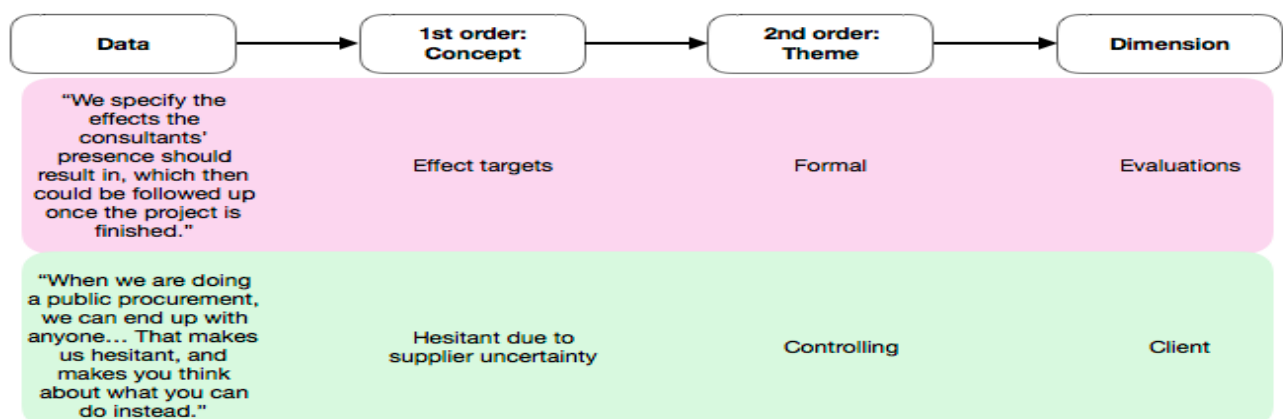 Data
1st order:
Concept
2nd order:
Theme
Dimension
“We specify the
effects the
consultants’
presence should
result in, which then
could be followed up
once the project is
finished.”
Effect targets
Formal
Evaluations
“When we are doing
a public procurement,
we can end up with
anyone... That makes
us hesitant, and
makes you think
about what you can
do instead.”
Hesitant due to
supplier uncertainty
Controlling
Client